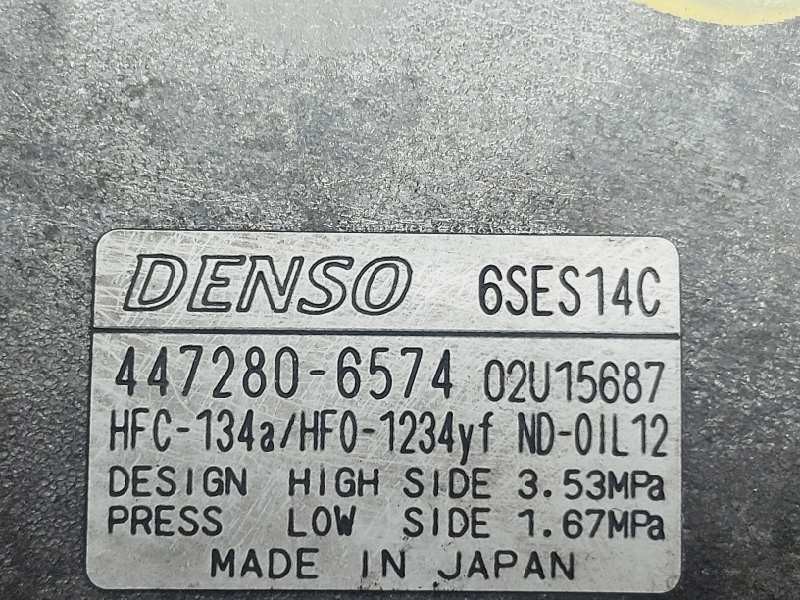 DENSO 6SES14C
447280-6574 02U15687
HFC-134a/HFO-1234yf ND-OIL12
DESIGN HIGH SIDE 3.53MPa
PRESS LOW SIDE 1.67MPa
MADE IN JAPAN